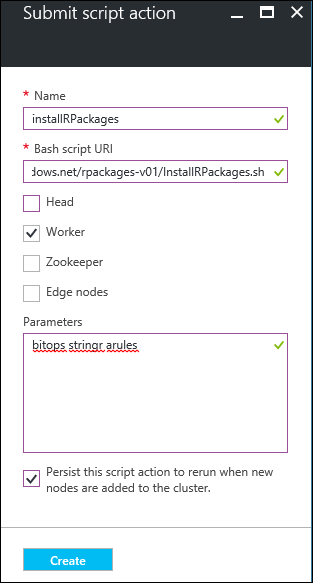 Submit script action
* Name
installRPackages
* Bash script URI
dows.net/rpackages-v01/InstallRPackages.sh
Head
Worker
Zookeeper
Edge nodes
Parameters
bitops stringr arules
Persist this script action to rerun when new
nodes are added to the cluster.
Create